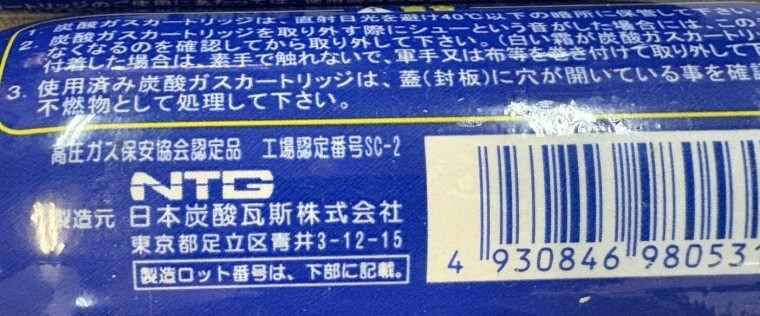 1. 炭酸ガスカートリッジは、直射日光を避け40℃以下の暗所に保管して下さい
2. 炭酸ガスカートリッジを取り外す際にシューという音がした場合には、この
なくなるのを確認してから取り外して下さい。(白い霜が炭酸ガスカートリッ
付着した場合は、素手で触れないで、軍手又は布等を巻き付けて取り外して下
3. 使用済み炭酸ガスカートリッジは、蓋(封板)に穴が開いている事を確認
不燃物として処理して下さい。
高圧ガス保安協会認定品 工場認定番号SC-2
NTG
製造元 日本炭酸瓦斯株式会社
東京都足立区青井3-12-15
製造ロット番号は、下部に記載。
4 930846 980531